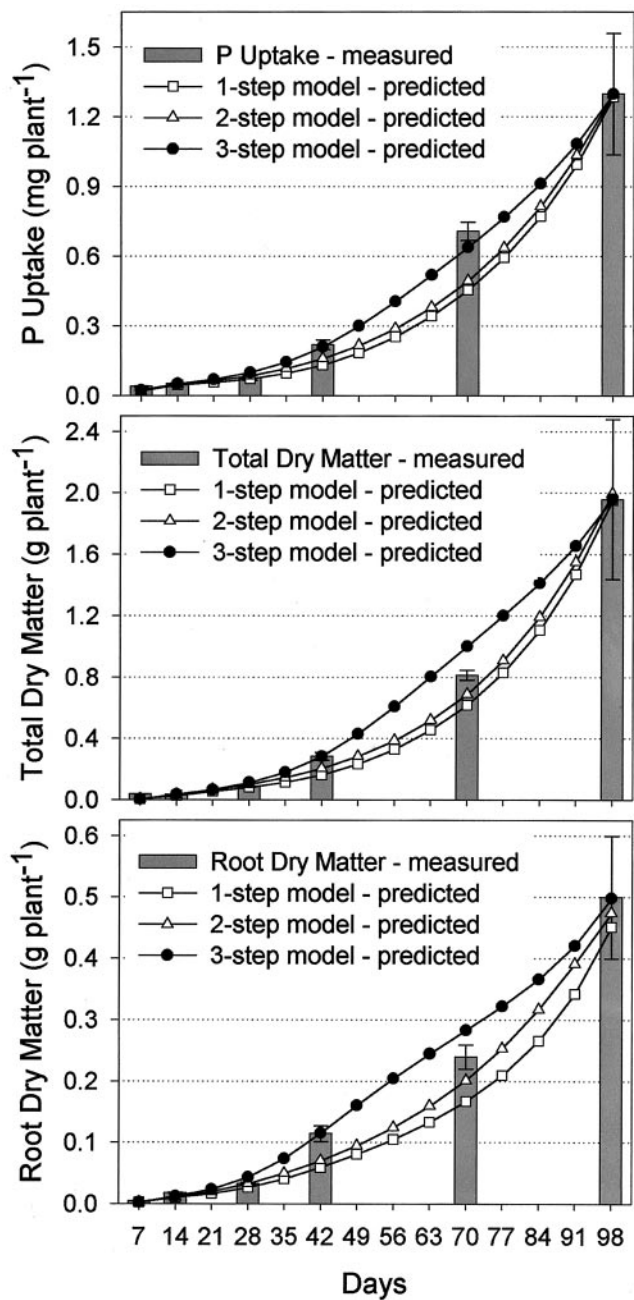 P Uptake (mg plant⁻¹)
1.5
1.2
0.9
0.6
0.3
0.0
P Uptake - measured
1-step model - predicted
2-step model - predicted
3-step model - predicted
Total Dry Matter (g plant⁻¹)
2.4
2.0
1.6
1.2
0.8
0.4
0.0
Total Dry Matter - measured
1-step model - predicted
2-step model - predicted
3-step model - predicted
Root Dry Matter (g plant⁻¹)
0.6
0.5
0.4
0.3
0.2
0.1
0.0
Root Dry Matter - measured
1-step model - predicted
2-step model - predicted
3-step model - predicted
7 14 21 28 35 42 49 56 63 70 77 84 91 98
Days